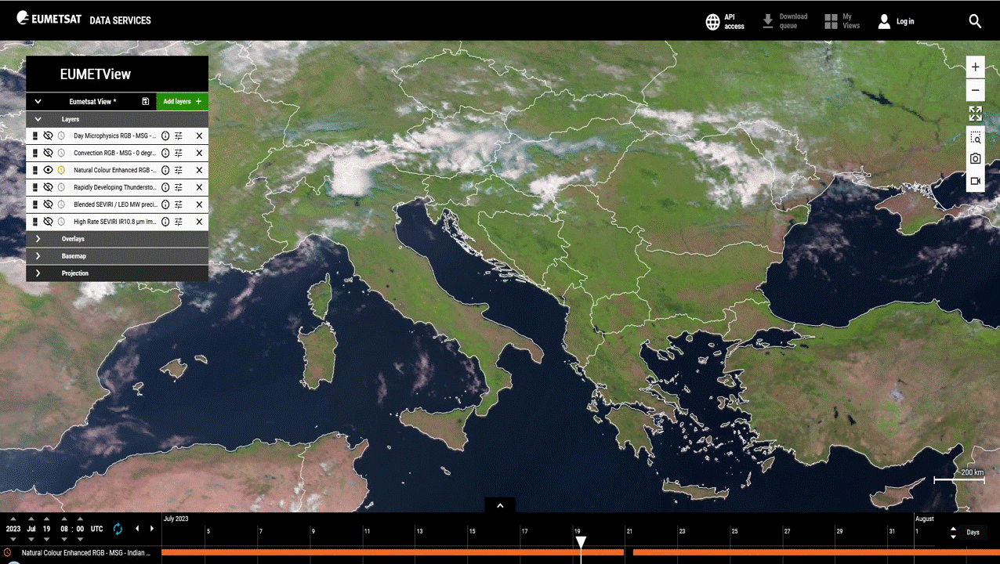 EUMETSAT DATA SERVICES
API access
Download queue
My Views
Log in
EUMETView
Eumetsat View *
Add layers +
Layers
Day Microphysics RGB - MSG - ...
Convection RGB - MSG - 0 degr...
Natural Colour Enhanced RGB -...
Rapidly Developing Thundersto...
Blended SEVIRI / LEO MW preci...
High Rate SEVIRI IR10.8 µm Im...
Overlays
Basemap
Projection
200 km
July 2023
August
2023 Jul 19 08 : 00 UTC
5 7 9 11 13 15 17 19 21 23 25 27 29 31 1
Days
Natural Colour Enhanced RGB - MSG - Indian ...